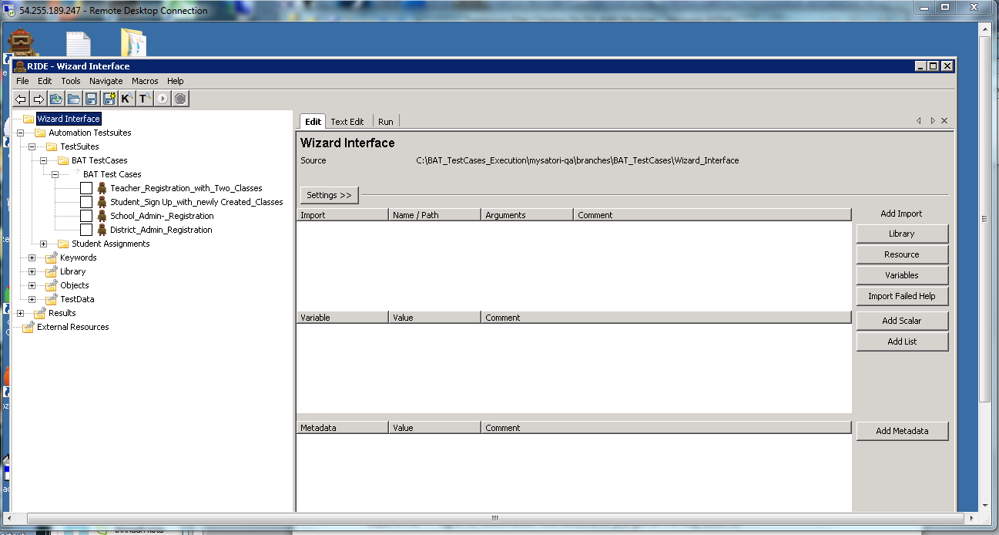 54.255.189.247 - Remote Desktop Connection
RIDE - Wizard Interface
File Edit Tools Navigate Macros Help
K T
Wizard Interface
Automation Testsuites
TestSuites
BAT TestCases
BAT Test Cases
Teacher_Registration_with_Two_Classes
Student_Sign Up_with_newly Created_Classes
School_Admin-_Registration
District_Admin_Registration
Student Assignments
Keywords
Library
Objects
TestData
Results
External Resources
Edit Text Edit Run
Wizard Interface
Source C:\BAT_TestCases_Execution\mysatori-qa\branches\BAT_TestCases\Wizard_Interface
Settings >>
Import Name / Path Arguments Comment
Add Import
Library
Resource
Variables
Import Failed Help
Variable Value Comment
Add Scalar
Add List
Metadata Value Comment
Add Metadata